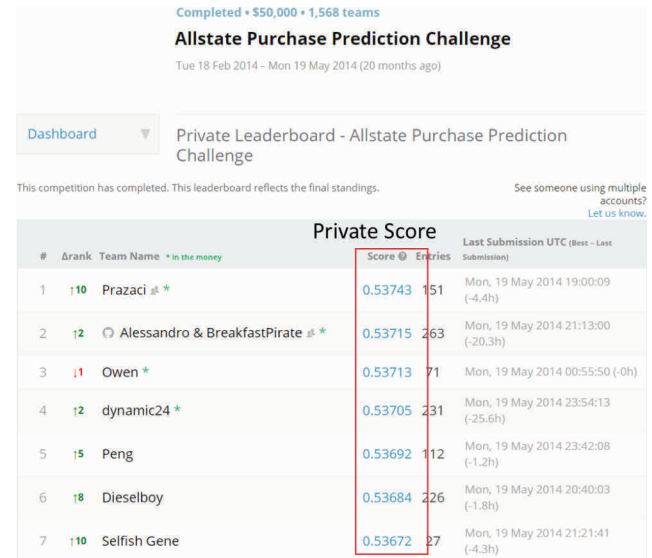 Completed • $50,000 • 1,568 teams
Allstate Purchase Prediction Challenge
Tue 18 Feb 2014 – Mon 19 May 2014 (20 months ago)
Dashboard
Private Leaderboard - Allstate Purchase Prediction
Challenge
This competition has completed. This leaderboard reflects the final standings.
See someone using multiple
accounts?
Let us know.
Private Score
# Δrank Team Name * in the money Score Entries Last Submission UTC (Best – Last
Submission)
1 ↑10 Prazaci * 0.53743 151 Mon, 19 May 2014 19:00:09
(-4.4h)
2 ↑2 Alessandro & BreakfastPirate * 0.53715 263 Mon, 19 May 2014 21:13:00
(-20.3h)
3 ↓1 Owen * 0.53713 71 Mon, 19 May 2014 00:55:50 (-0h)
4 ↑2 dynamic24 * 0.53705 231 Mon, 19 May 2014 23:54:13
(-25.6h)
5 ↑5 Peng 0.53692 112 Mon, 19 May 2014 23:42:08
(-1.2h)
6 ↑8 Dieselboy 0.53684 226 Mon, 19 May 2014 20:40:03
(-1.8h)
7 ↑10 Selfish Gene 0.53672 27 Mon, 19 May 2014 21:21:41
(-4.3h)